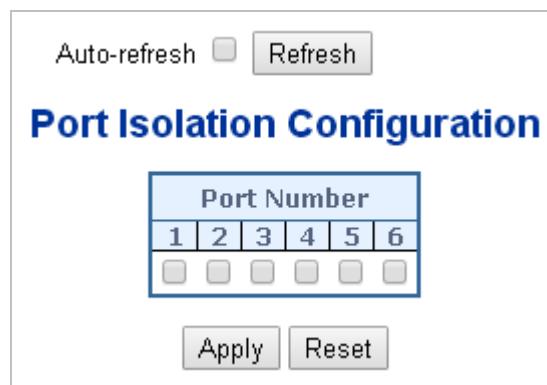 Auto-refresh Refresh
Port Isolation Configuration
Port Number
1 2 3 4 5 6
Apply Reset